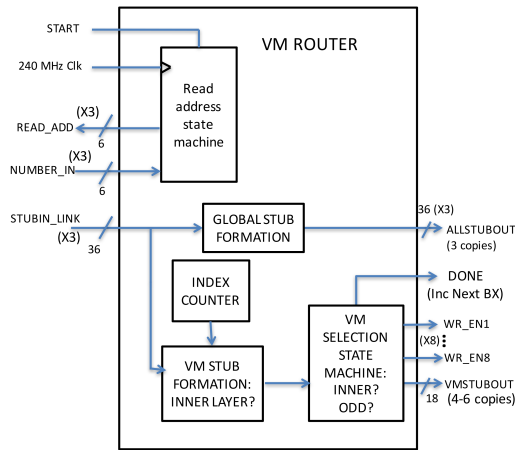 START
VM ROUTER
240 MHz Clk
Read
address
state
machine
(X3)
READ_ADD
6
(X3)
NUMBER_IN
6
STUBIN_LINK
(X3)
36
GLOBAL STUB
FORMATION
36 (X3)
ALLSTUBOUT
(3 copies)
INDEX
COUNTER
DONE
(Inc Next BX)
VM
SELECTION
STATE
MACHINE:
INNER?
ODD?
WR_EN1
(X8)
WR_EN8
VM STUB
FORMATION:
INNER LAYER?
VMSTUBOUT
18
(4-6 copies)